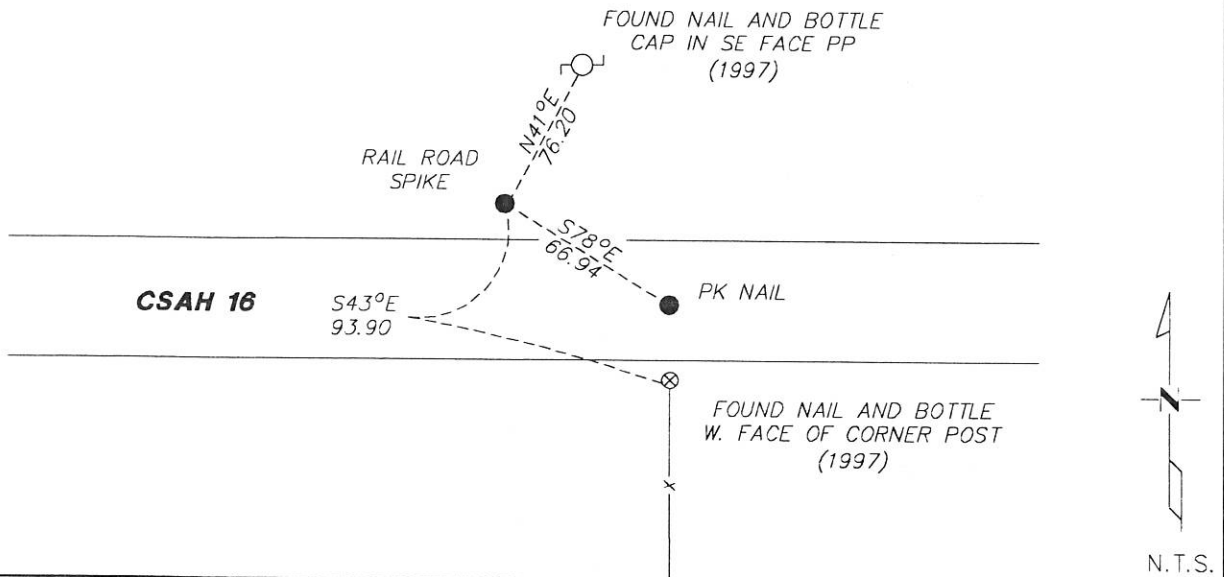 FOUND NAIL AND BOTTLE
CAP IN SE FACE PP
(1997)
N41°E
76.20
RAIL ROAD
SPIKE
S78°E
66.94
CSAH 16
S43°E
93.90
PK NAIL
FOUND NAIL AND BOTTLE
W. FACE OF CORNER POST
(1997)
x
N
N.T.S.